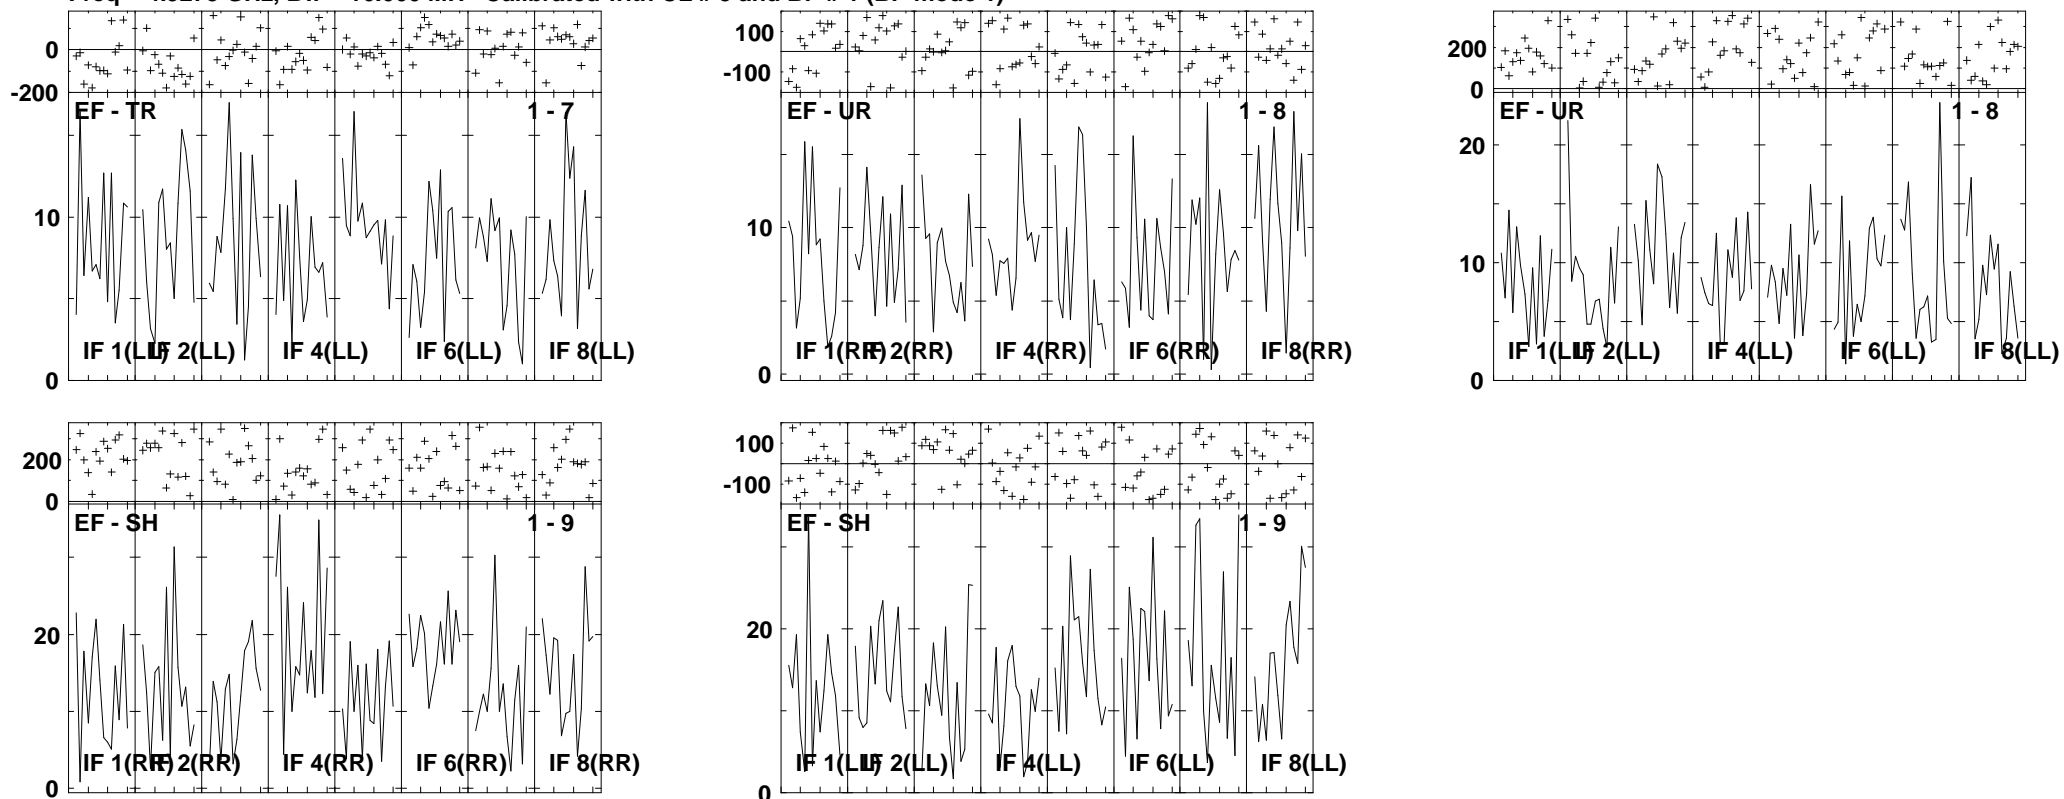 Calibrated with and
0
-200
EF - TR
1 - 7
10
0
IF 1(LL)
IF 2(LL)
IF 4(LL)
IF 6(LL)
IF 8(LL)
100
-100
EF - UR
1 - 8
10
0
IF 1(RR)
IF 2(RR)
IF 4(RR)
IF 6(RR)
IF 8(RR)
200
0
EF - UR
1 - 8
20
10
0
IF 1(LL)
IF 2(LL)
IF 4(LL)
IF 6(LL)
IF 8(LL)
200
0
EF - SH
1 - 9
20
0
IF 1(RR)
IF 2(RR)
IF 4(RR)
IF 6(RR)
IF 8(RR)
100
-100
EF - SH
1 - 9
20
0
IF 1(LL)
IF 2(LL)
IF 4(LL)
IF 6(LL)
IF 8(LL)